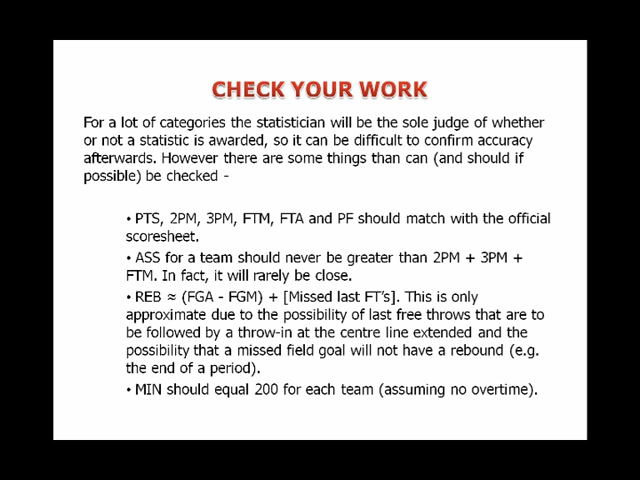 CHECK YOUR WORK
For a lot of categories the statistician will be the sole judge of whether
or not a statistic is awarded, so it can be difficult to confirm accuracy
afterwards. However there are some things than can (and should if
possible) be checked -
• PTS, 2PM, 3PM, FTM, FTA and PF should match with the official
scoresheet.
• ASS for a team should never be greater than 2PM + 3PM +
FTM. In fact, it will rarely be close.
• REB ≈ (FGA - FGM) + [Missed last FT's]. This is only
approximate due to the possibility of last free throws that are to
be followed by a throw-in at the centre line extended and the
possibility that a missed field goal will not have a rebound (e.g.
the end of a period).
• MIN should equal 200 for each team (assuming no overtime).